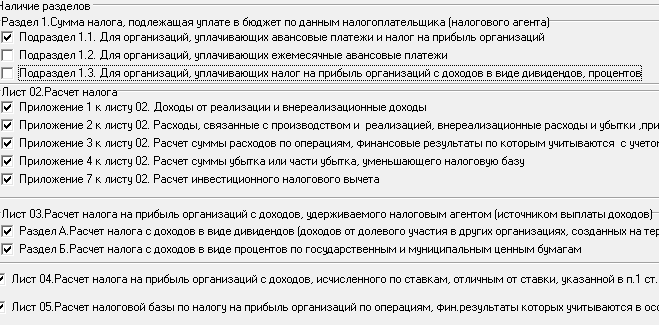 Наличие разделов
Раздел 1.Сумма налога, подлежащая уплате в бюджет по данным налогоплательщика (налогового агента)
Подраздел 1.1. Для организаций, уплачивающих авансовые платежи и налог на прибыль организаций
Подраздел 1.2. Для организаций, уплачивающих ежемесячные авансовые платежи
Подраздел 1.3. Для организаций, уплачивающих налог на прибыль организаций с доходов в виде дивидендов, процентов
Лист 02.Расчет налога
Приложение 1 к листу 02. Доходы от реализации и внереализационные доходы
Приложение 2 к листу 02. Расходы, связанные с производством и реализацией, внереализационные расходы и убытки ,при
Приложение 3 к листу 02. Расчет суммы расходов по операциям, финансовые результаты по которым учитываются с учетом
Приложение 4 к листу 02. Расчет суммы убытка или части убытка, уменьшающего налоговую базу
Приложение 7 к листу 02. Расчет инвестиционного налогового вычета
Лист 03.Расчет налога на прибыль организаций с доходов, удерживаемого налоговым агентом (источником выплаты доходов)
Раздел А.Расчет налога с доходов в виде дивидендов (доходов от долевого участия в других организациях, созданных на тер
Раздел Б.Расчет налога с доходов в виде процентов по государственным и муниципальным ценным бумагам
Лист 04.Расчет налога на прибыль организаций с доходов, исчисленного по ставкам, отличным от ставки, указанной в п.1 ст.
Лист 05.Расчет налоговой базы по налогу на прибыль организаций по операциям, фин.результаты которых учитываются в осо